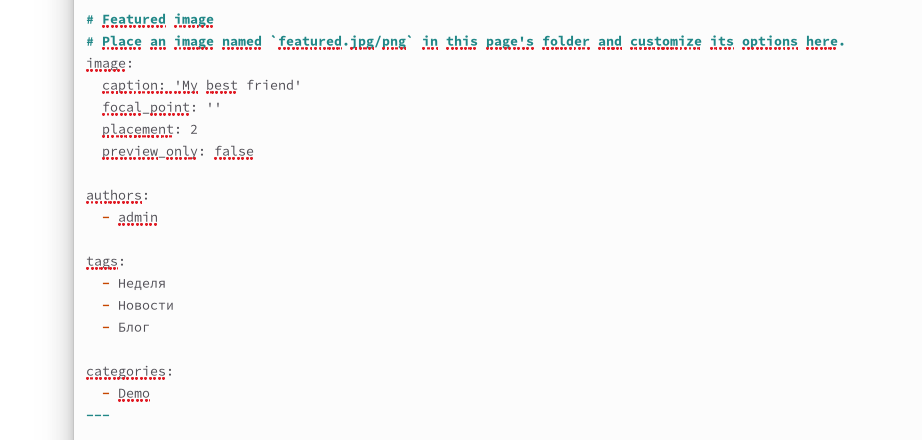 # Featured image
# Place an image named `featured.jpg/png` in this page's folder and customize its options here.
image:
  caption: 'My best friend'
  focal_point: ''
  placement: 2
  preview_only: false

authors:
  - admin

tags:
  - Неделя
  - Новости
  - Блог

categories:
  - Demo
---